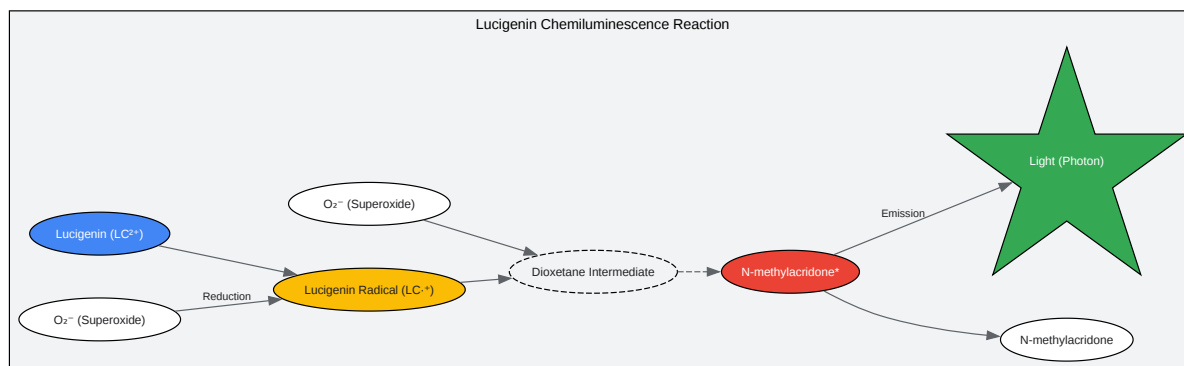 Lucigenin Chemiluminescence Reaction
Light (Photon)
O₂⁻ (Superoxide)
Emission
Lucigenin (LC²⁺)
Dioxetane Intermediate
N-methylacridone*
Reduction
Lucigenin Radical (LC·⁺)
O₂⁻ (Superoxide)
N-methylacridone